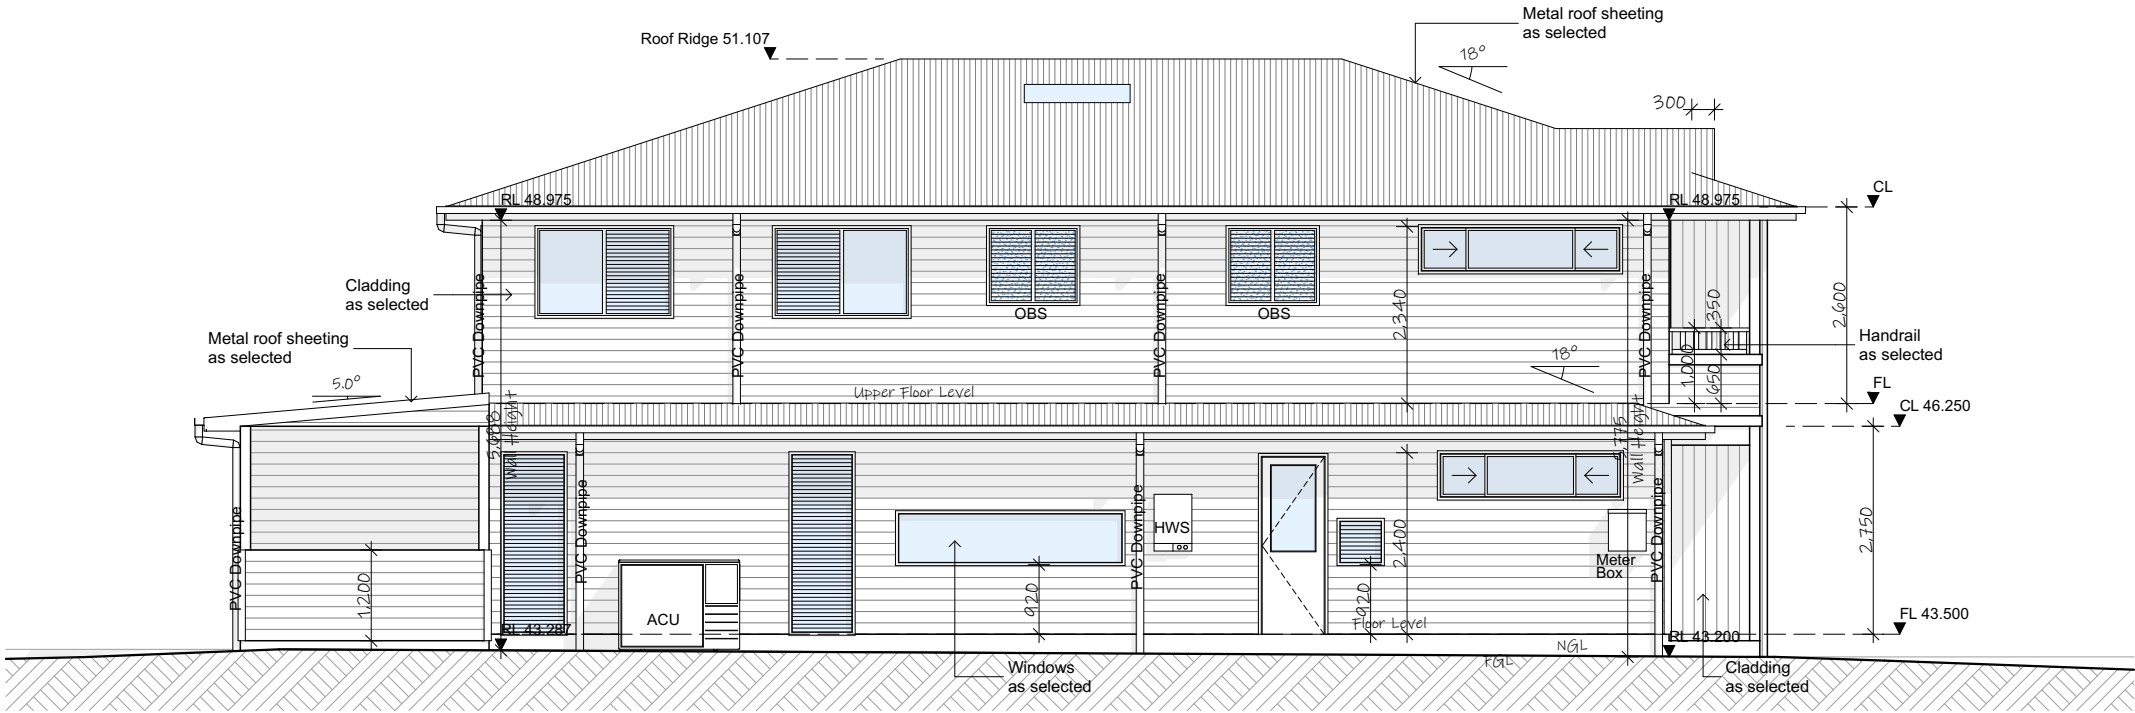 Metal roof sheeting
as selected
Roof Ridge 51.107
18°
300
RL 48.975
RL 48.975
CL
Cladding
as selected
PVC Downpipe
PVC Downpipe
OBS
OBS
PVC Downpipe
2,340
PVC Downpipe
350
1,000
650
2,600
Handrail
as selected
Metal roof sheeting
as selected
5.0°
18°
Upper Floor Level
FL
CL 46.250
5,688
Wall Height
5,775
Wall Height
PVC Downpipe
1,200
PVC Downpipe
ACU
920
PVC Downpipe
HWS
920
2,400
Meter
Box
PVC Downpipe
2,750
FL 43.500
RL 43.287
Floor Level
RL 43.200
NGL
FGL
Windows
as selected
Cladding
as selected